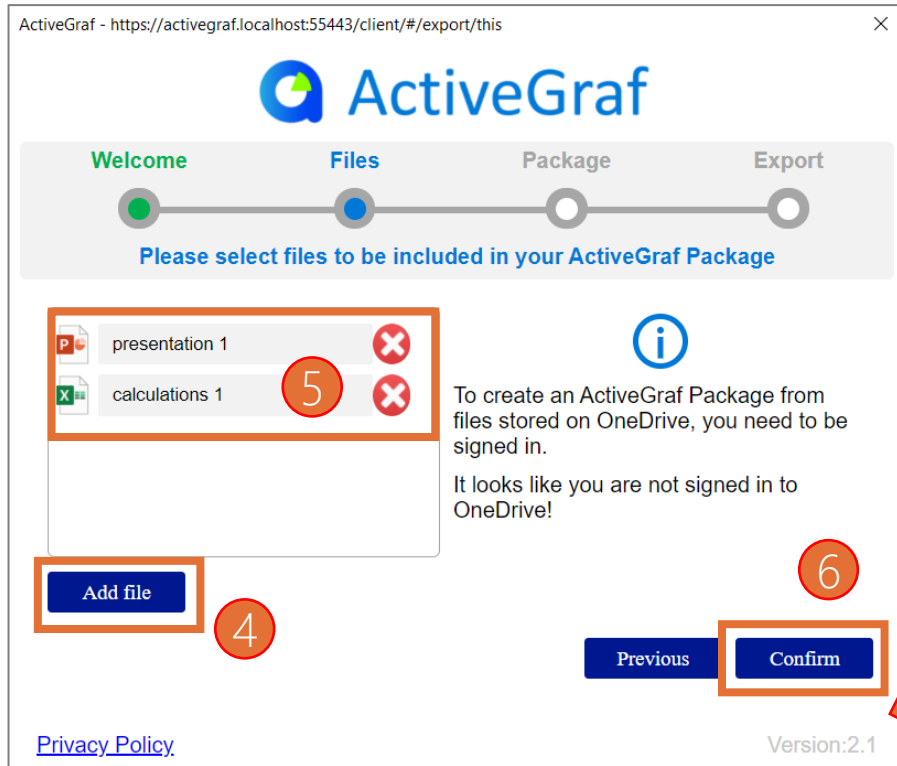 ActiveGraf - https://activegraf.localhost:55443/client/#/export/this
ActiveGraf
Welcome Files Package Export
Please select files to be included in your ActiveGraf Package
presentation 1
calculations 1
5
To create an ActiveGraf Package from
files stored on OneDrive, you need to be
signed in.
It looks like you are not signed in to
OneDrive!
Add file
4
6
Previous Confirm
Privacy Policy
Version:2.1